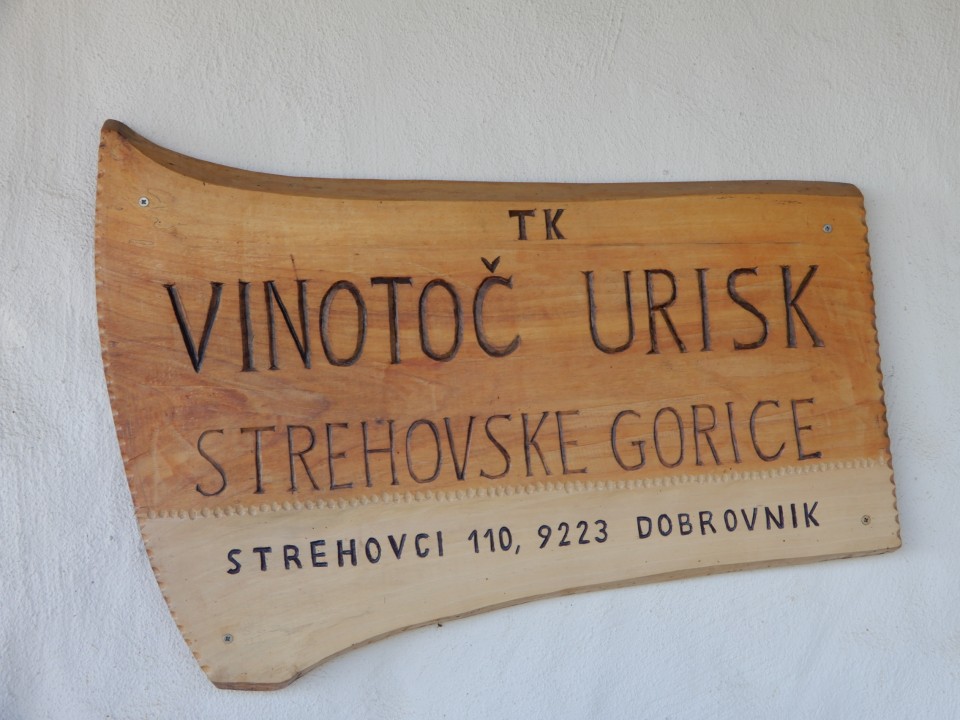 TK
VINOTOČ URISK
STREHOVSKE GORICE
STREHOVCI 110, 9223 DOBROVNIK